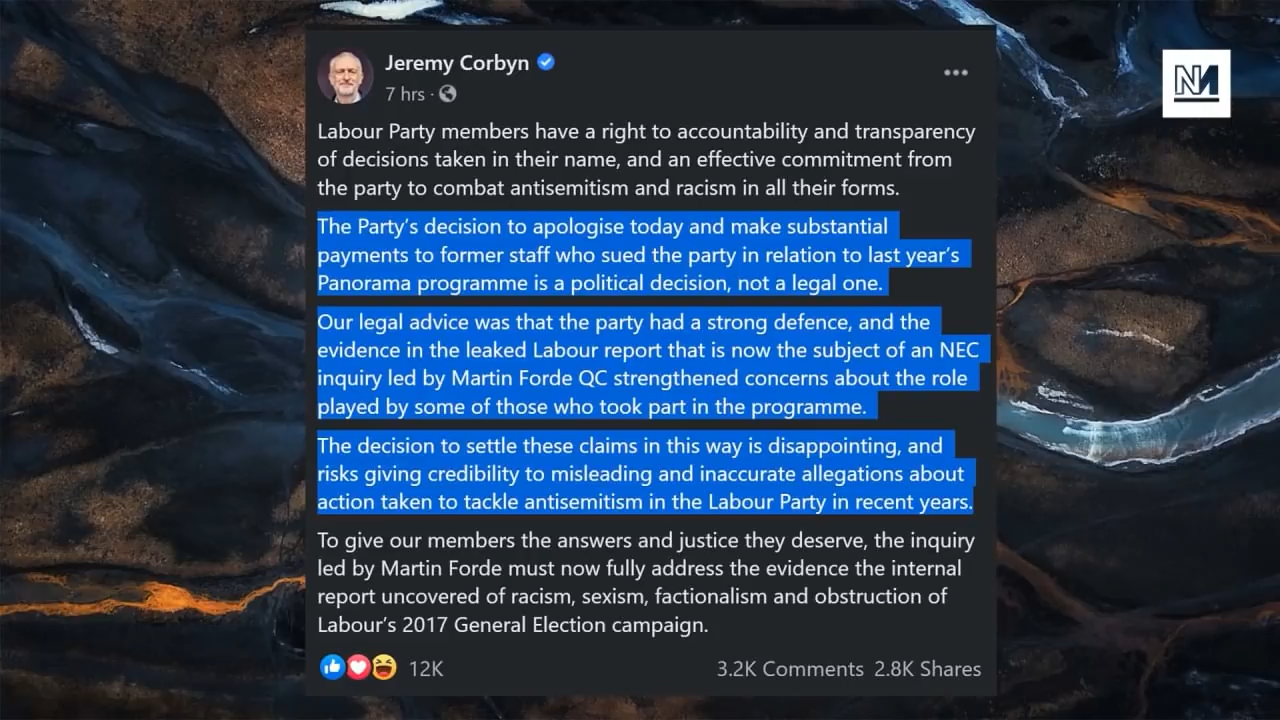 Jeremy Corbyn
7 hrs ·
Labour Party members have a right to accountability and transparency
of decisions taken in their name, and an effective commitment from
the party to combat antisemitism and racism in all their forms.
The Party's decision to apologise today and make substantial
payments to former staff who sued the party in relation to last year's
Panorama programme is a political decision, not a legal one.
Our legal advice was that the party had a strong defence, and the
evidence in the leaked Labour report that is now the subject of an NEC
inquiry led by Martin Forde QC strengthened concerns about the role
played by some of those who took part in the programme.
The decision to settle these claims in this way is disappointing, and
risks giving credibility to misleading and inaccurate allegations about
action taken to tackle antisemitism in the Labour Party in recent years.
To give our members the answers and justice they deserve, the inquiry
led by Martin Forde must now fully address the evidence the internal
report uncovered of racism, sexism, factionalism and obstruction of
Labour's 2017 General Election campaign.
12K
3.2K Comments 2.8K Shares
NM